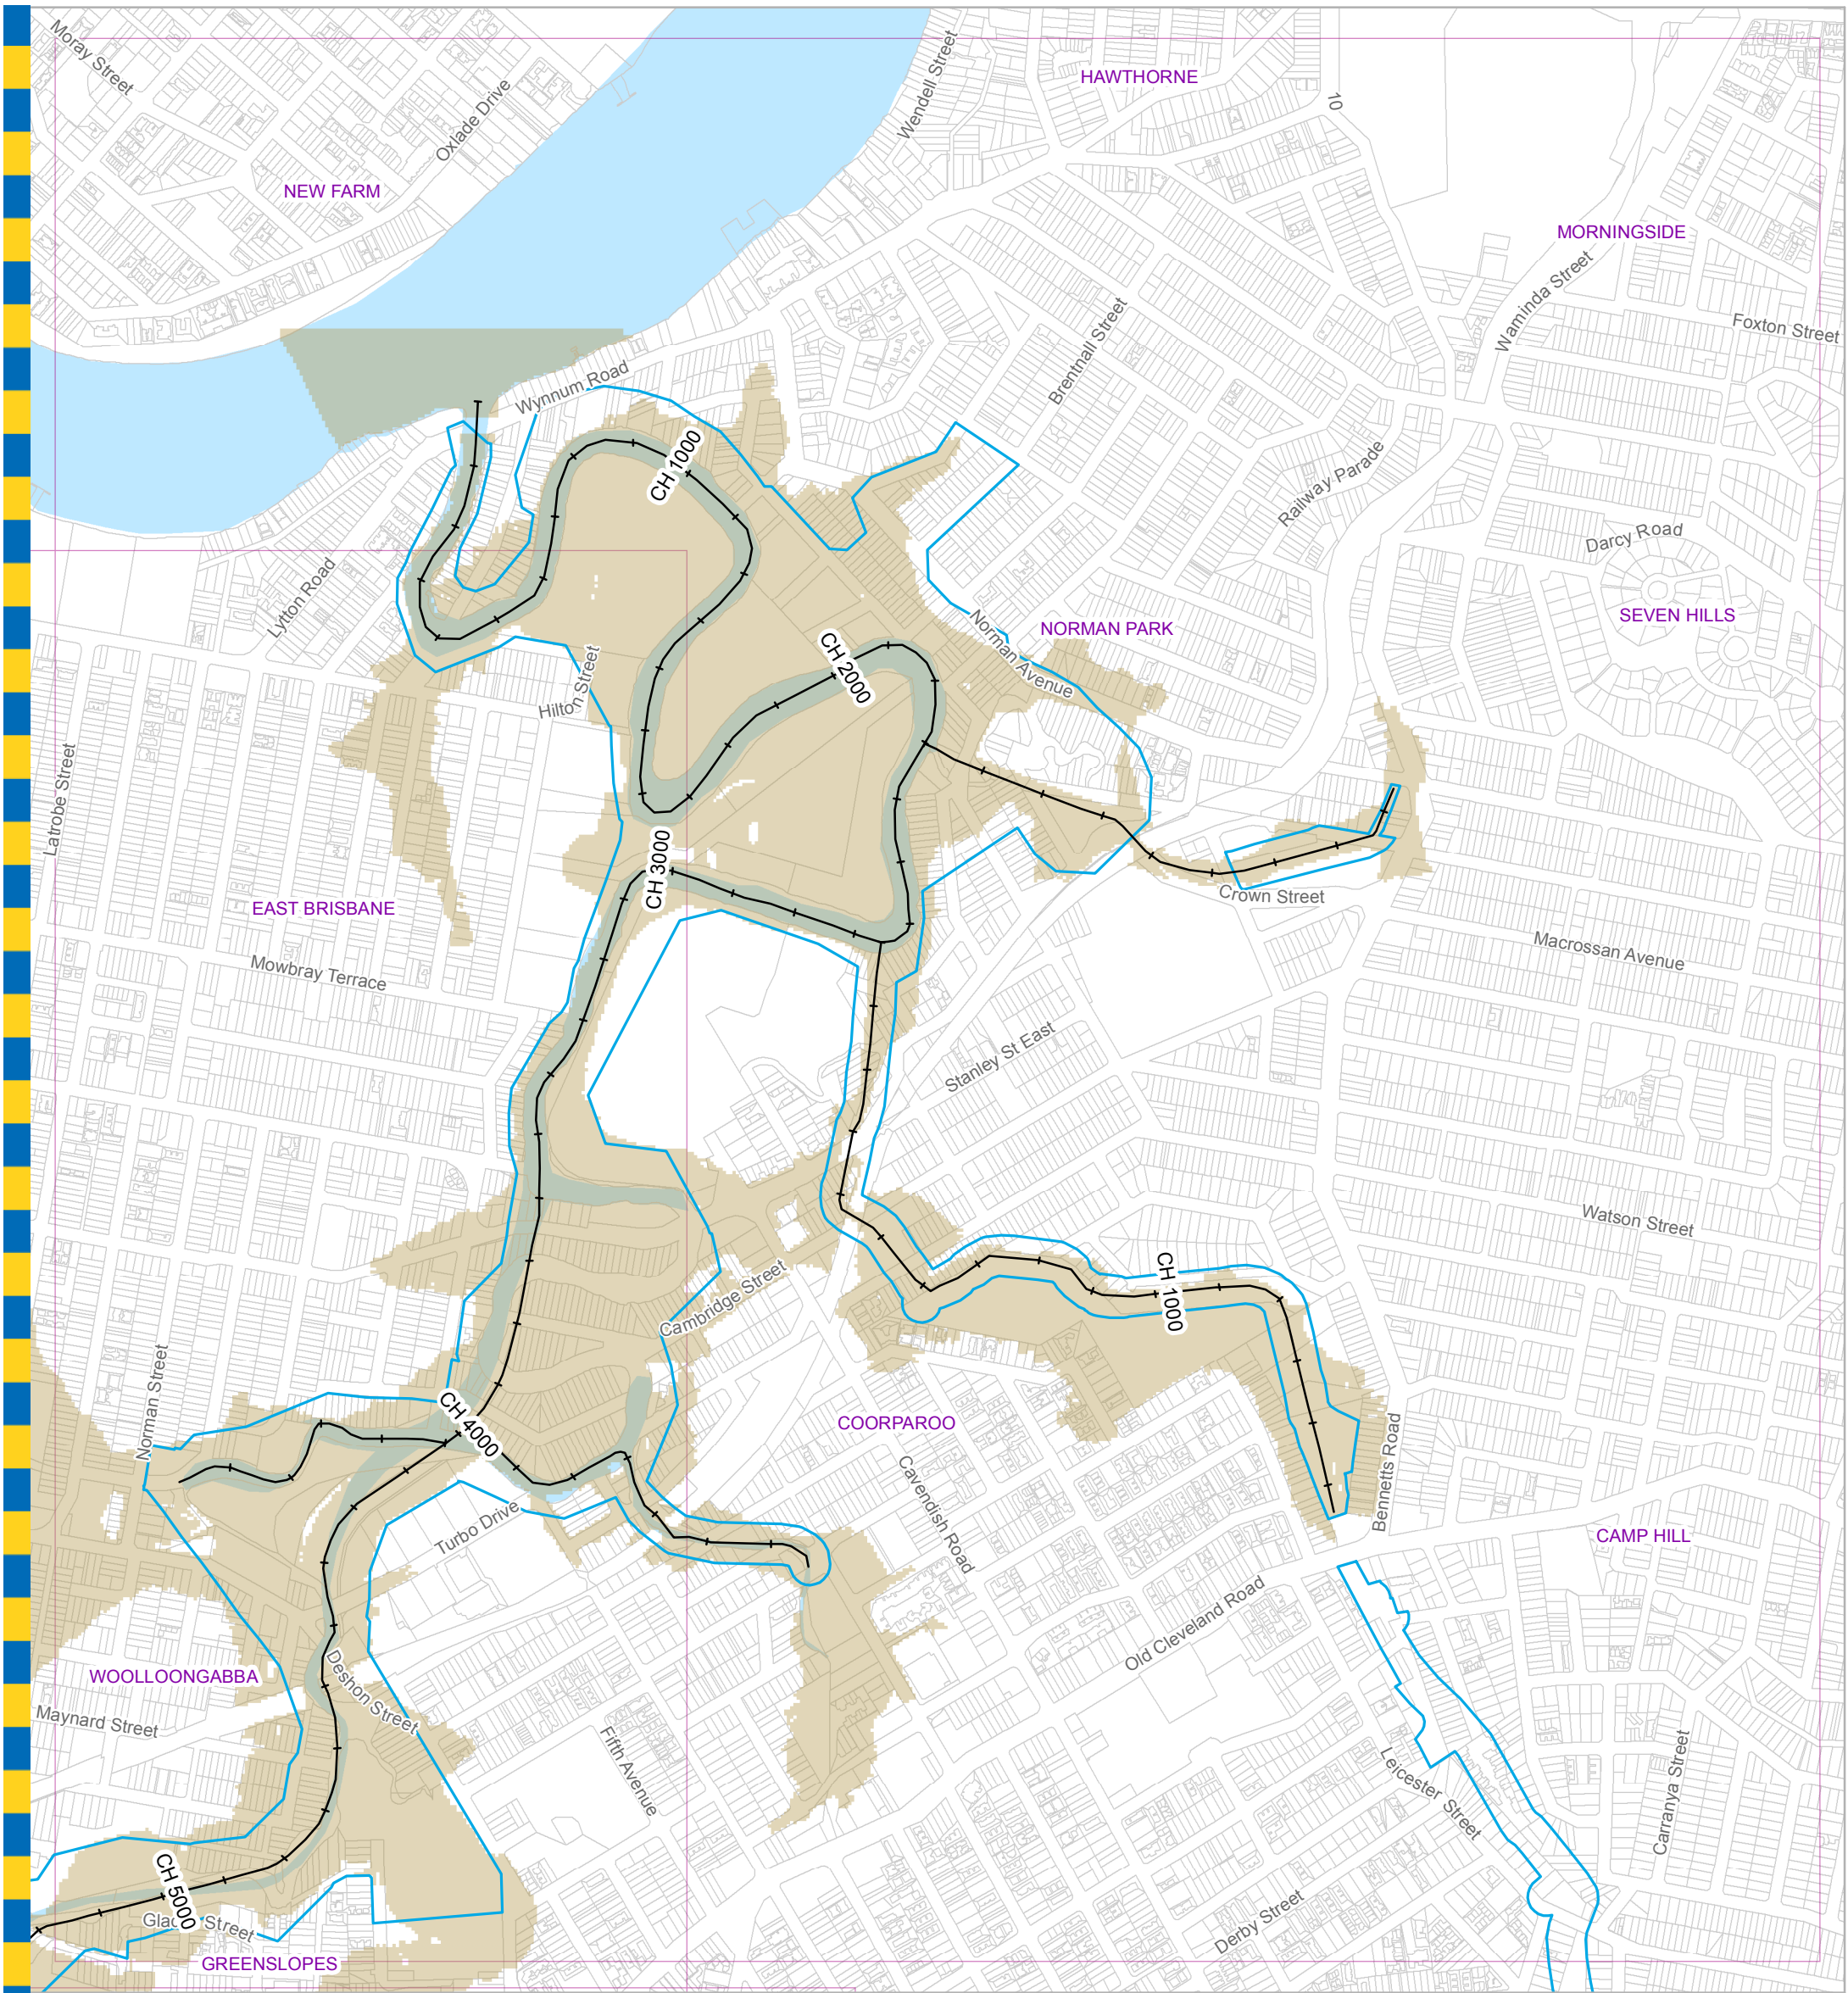 Moray Street
Oxlade Drive
Wendell Street
HAWTHORNE
10
NEW FARM
MORNINGSIDE
Waminda Street
Foxton Street
Wynnum Road
Brentnall Street
CH 1000
Railway Parade
Darcy Road
Lytton Road
SEVEN HILLS
NORMAN PARK
Norman Avenue
CH 2000
Hilton Street
Latrobe Street
CH 3000
Crown Street
EAST BRISBANE
Macrossan Avenue
Mowbray Terrace
Stanley St East
Watson Street
Cambridge Street
CH 1000
Norman Street
CH 4000
COORPAROO
Cavendish Road
Bennetts Road
Turbo Drive
CAMP HILL
Old Cleveland Road
WOOLLOONGABBA
Deshon Street
Maynard Street
Fifth Avenue
Leicester Street
Carranya Street
CH 5000
Street
Derby Street
GREENSLOPES